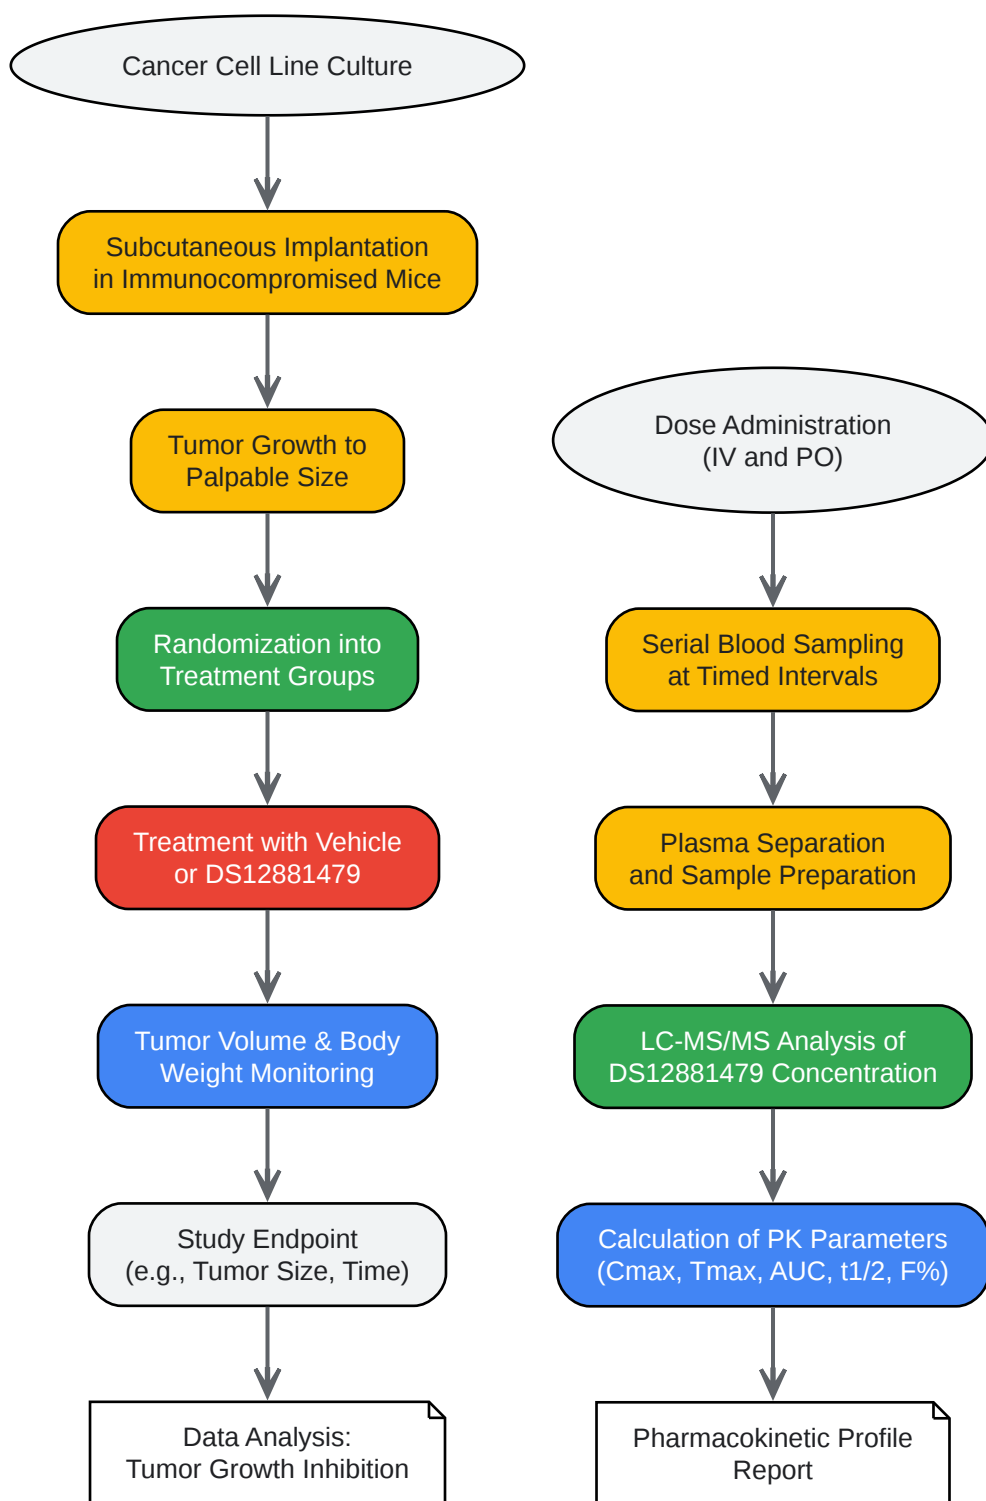 Cancer Cell Line Culture
Subcutaneous Implantation
in Immunocompromised Mice
Tumor Growth to
Palpable Size
Randomization into
Treatment Groups
Treatment with Vehicle
or DS12881479
Tumor Volume & Body
Weight Monitoring
Study Endpoint
(e.g., Tumor Size, Time)
Data Analysis:
Tumor Growth Inhibition
Dose Administration
(IV and PO)
Serial Blood Sampling
at Timed Intervals
Plasma Separation
and Sample Preparation
LC-MS/MS Analysis of
DS12881479 Concentration
Calculation of PK Parameters
(Cmax, Tmax, AUC, t1/2, F%)
Pharmacokinetic Profile
Report